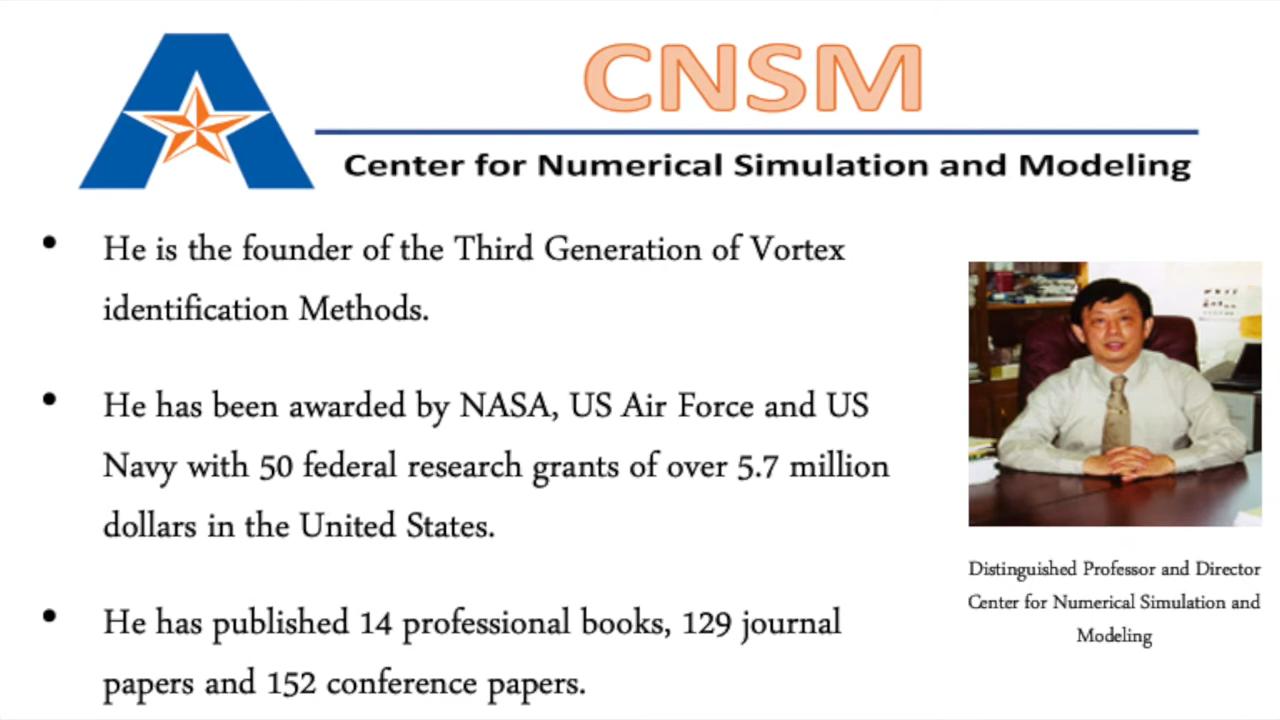 CNSM
Center for Numerical Simulation and Modeling
• He is the founder of the Third Generation of Vortex
identification Methods.
• He has been awarded by NASA, US Air Force and US
Navy with 50 federal research grants of over 5.7 million
dollars in the United States.
• He has published 14 professional books, 129 journal
papers and 152 conference papers.
Distinguished Professor and Director
Center for Numerical Simulation and
Modeling